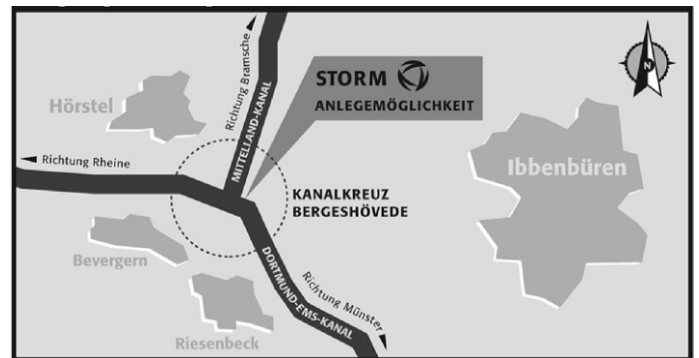 STORM
ANLEGEMÖGLICHKEIT
N
Hörstel
Richtung Bramsche
MITTELLAND-KANAL
Richtung Rheine
Ibbenbüren
KANALKREUZ
BERGESHÖVEDE
Bevergern
DORTMUND-EMS-KANAL
Richtung Münster
Riesenbeck